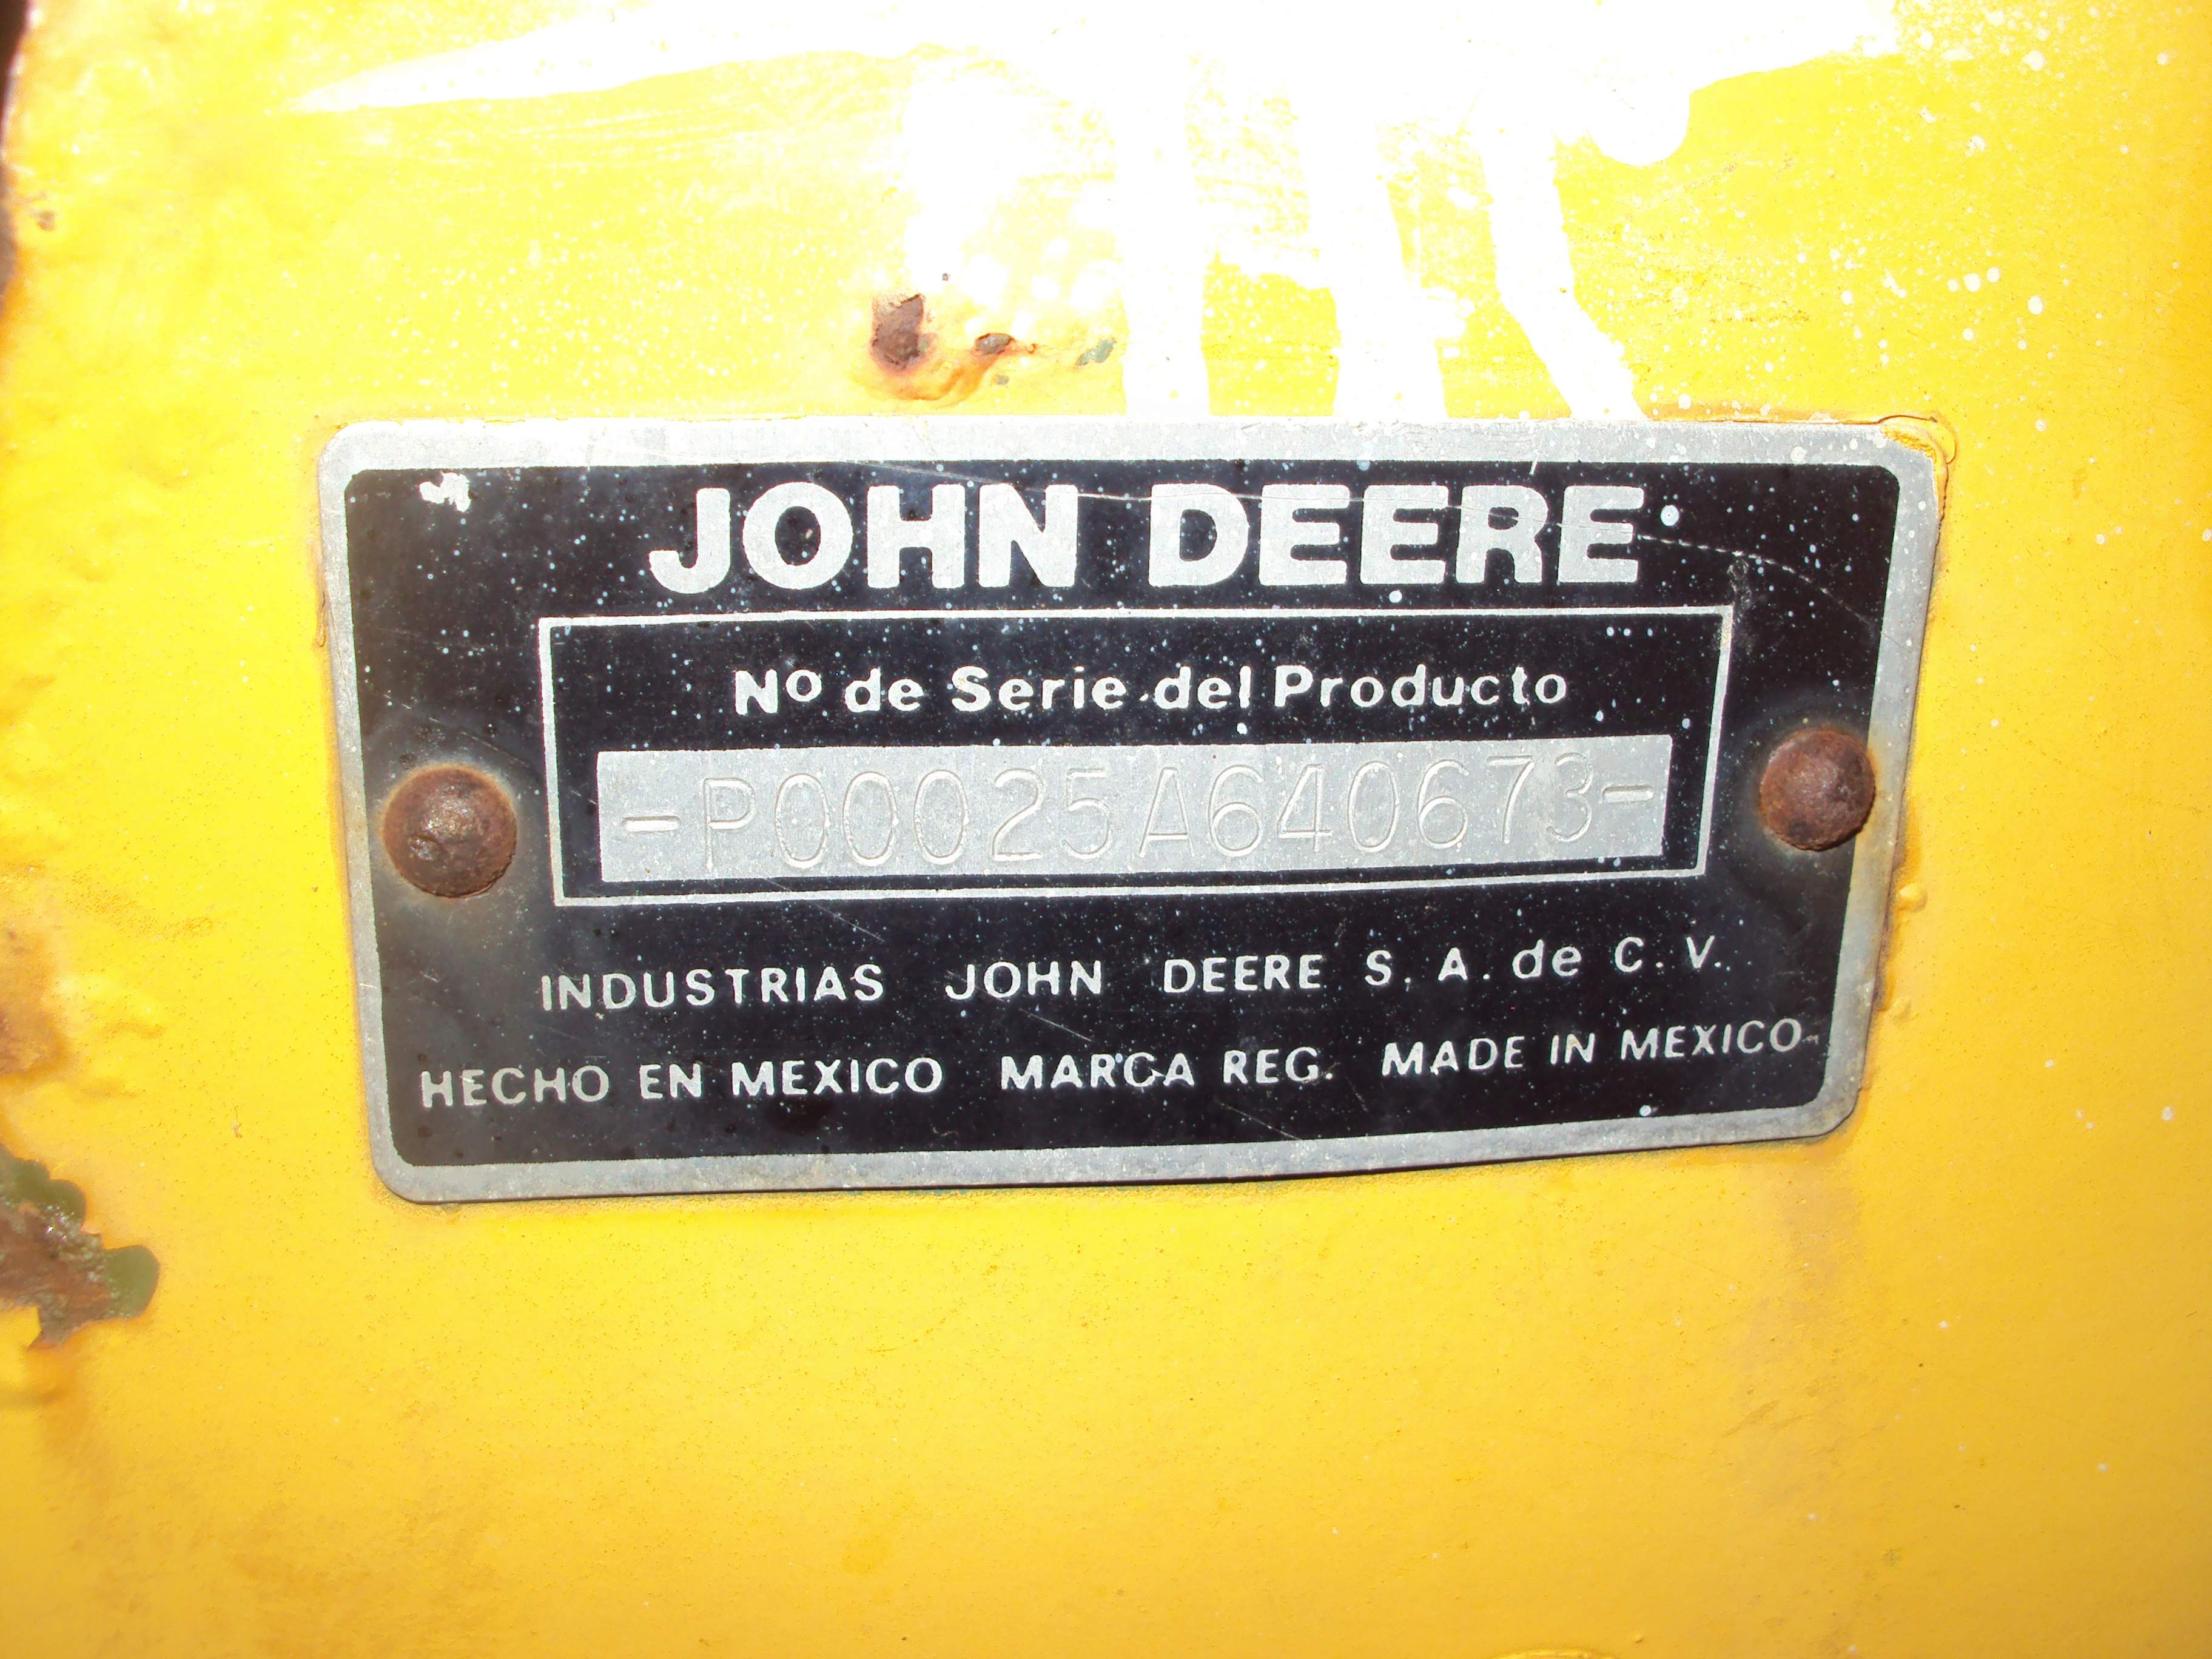 JOHN DEERE
Nº de Serie del Producto
-P00025A640673-
INDUSTRIAS JOHN DEERE S. A. de C. V.
HECHO EN MEXICO MARCA REG. MADE IN MEXICO